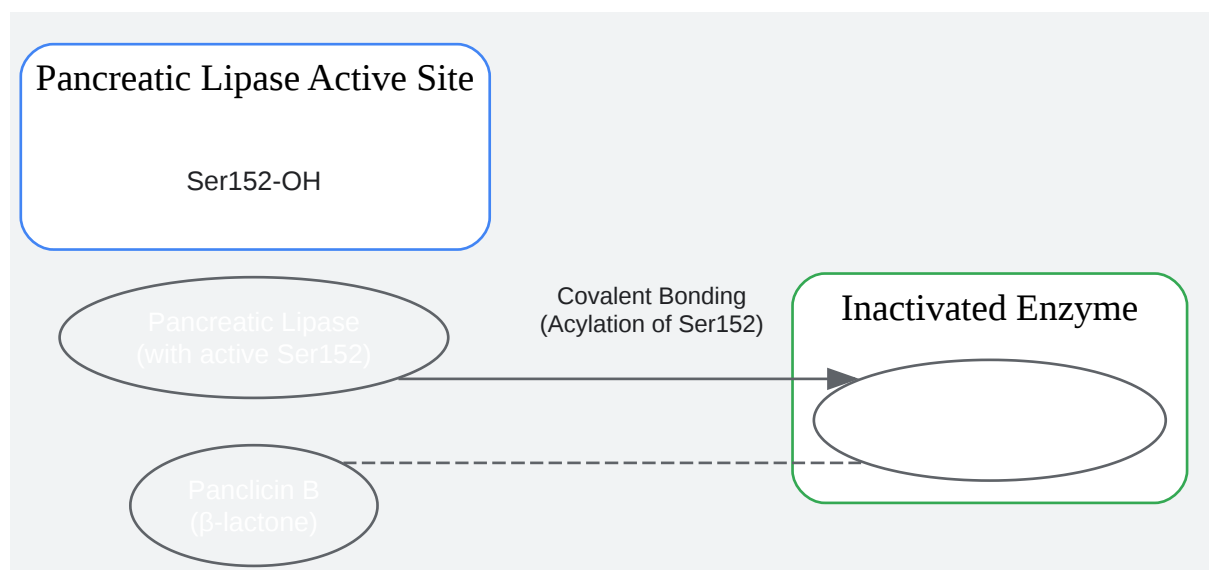 Pancreatic Lipase Active Site
Ser152-OH
Pancreatic Lipase
(with active Ser152)
Covalent Bonding
(Acylation of Ser152)
Inactivated Enzyme
Panclicin B
(β-lactone)